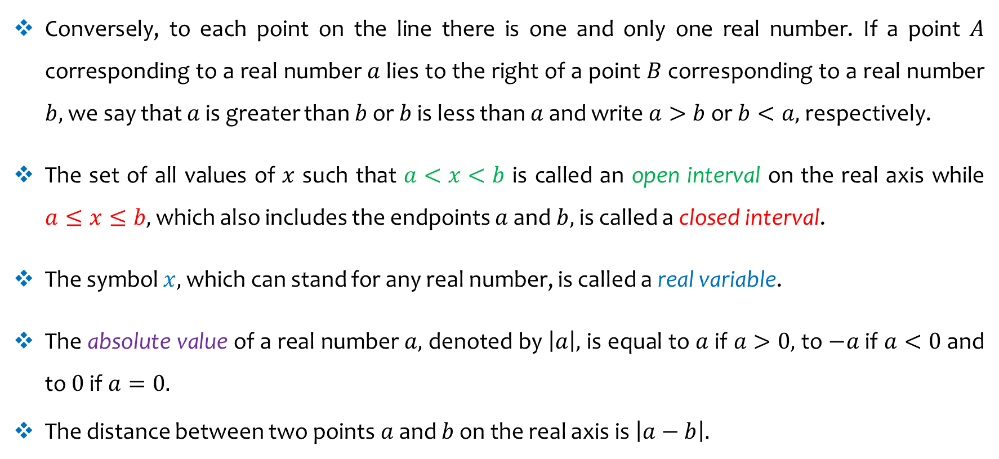 ❖ Conversely, to each point on the line there is one and only one real number. If a point A
corresponding to a real number a lies to the right of a point B corresponding to a real number
b, we say that a is greater than b or b is less than a and write a > b or b < a, respectively.
❖ The set of all values of x such that a < x < b is called an open interval on the real axis while
a ≤ x ≤ b, which also includes the endpoints a and b, is called a closed interval.
❖ The symbol x, which can stand for any real number, is called a real variable.
❖ The absolute value of a real number a, denoted by |a|, is equal to a if a > 0, to −a if a < 0 and
to 0 if a = 0.
❖ The distance between two points a and b on the real axis is |a − b|.